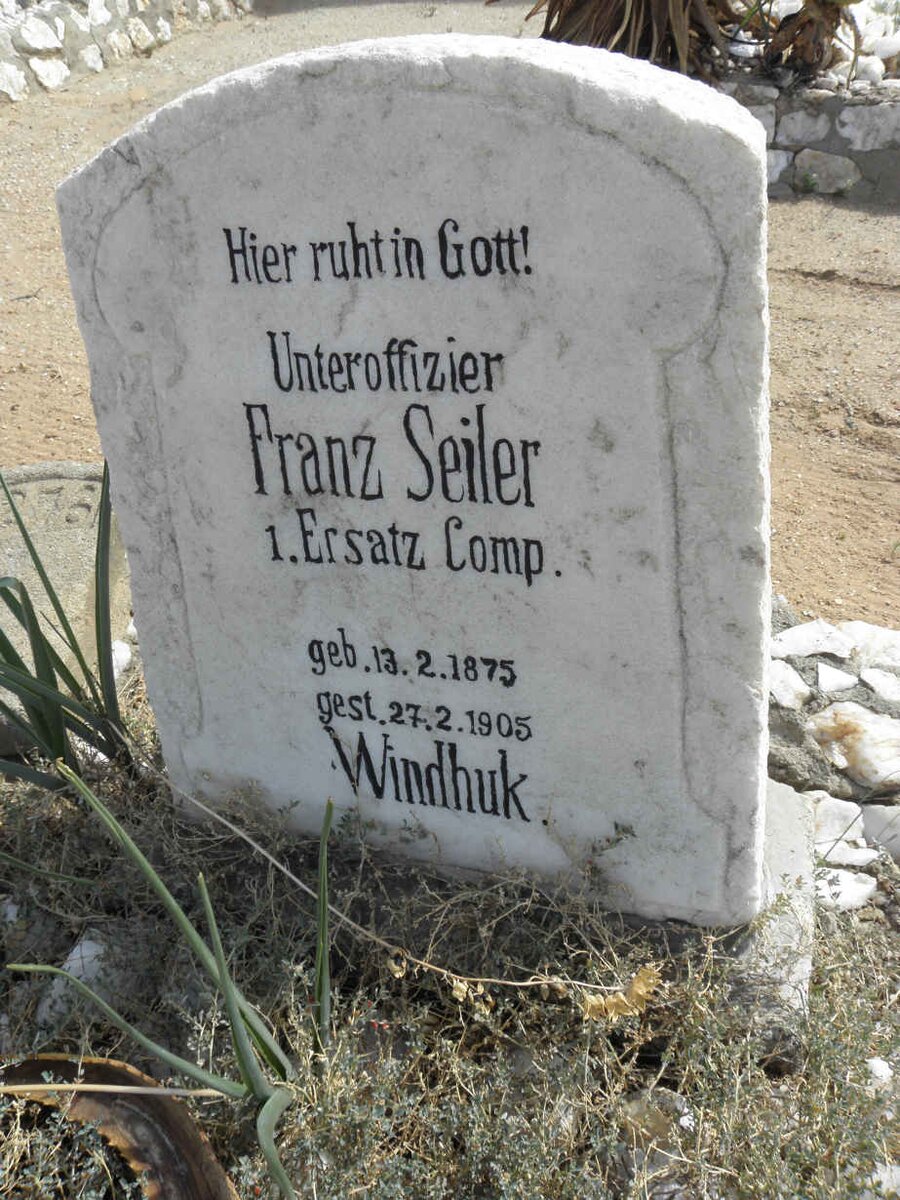 Hier ruht in Gott!
Unteroffizier
Franz Seiler
1. Ersatz Comp.
geb. 13. 2. 1875
gest. 27. 2. 1905
Windhuk.